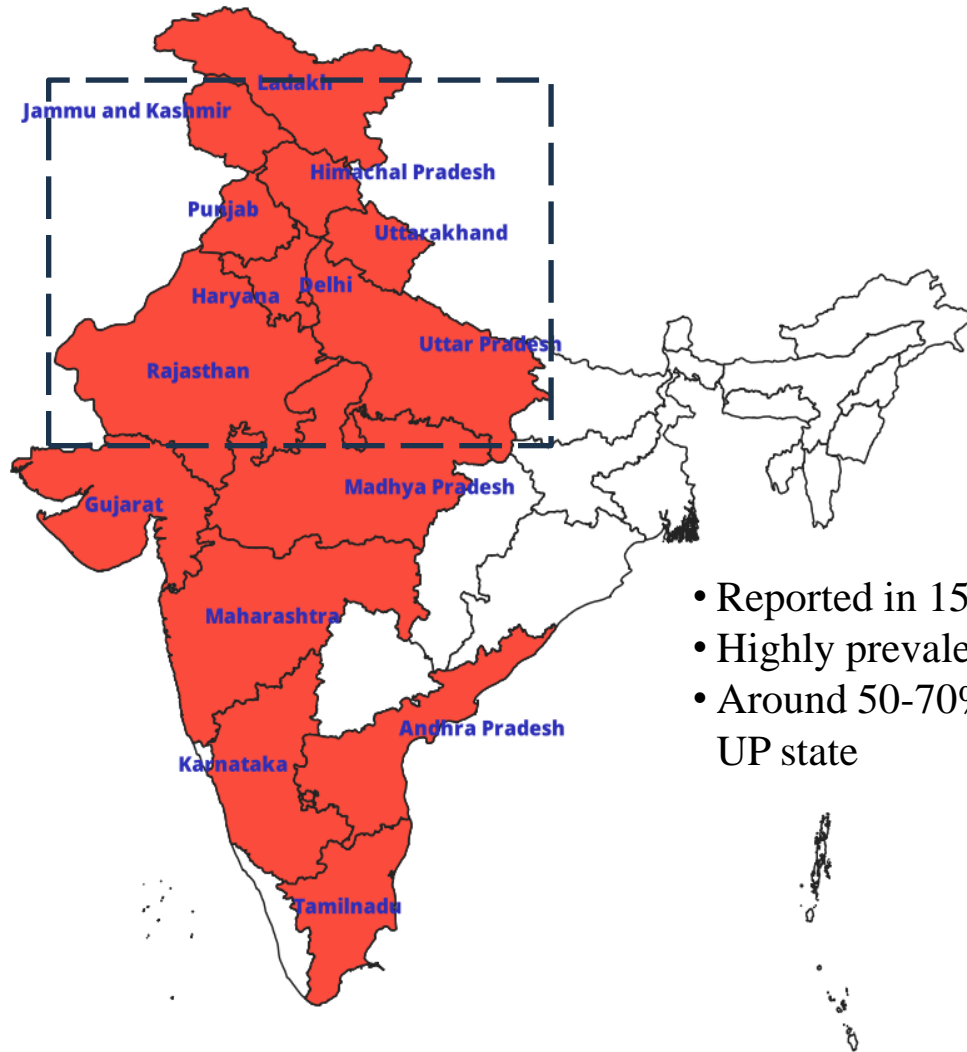 Ladakh
Jammu and Kashmir
Himachal Pradesh
Punjab
Uttarakhand
Delhi
Haryana
Uttar Pradesh
Rajasthan
Madhya Pradesh
Gujarat
Maharashtra
Andhra Pradesh
Karnataka
Tamilnadu
• Reported in 15
• Highly
• Around 50-70%
UP state